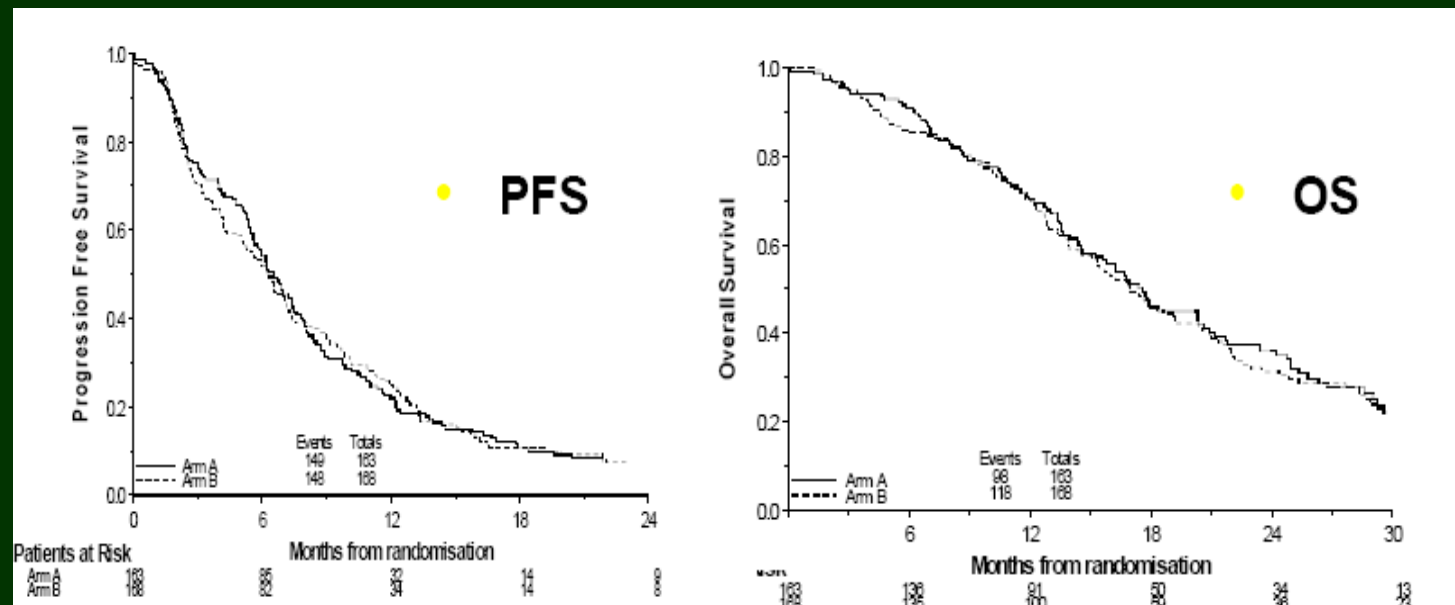 PFS
Progression Free Survival
1.0
0.8
0.6
0.4
0.2
0.0
Events Totals
Arm A 149 163
Arm B 148 168
0 6 12 18 24
Months from randomisation
Patients at Risk
Arm A 163 14 9
Arm B 168 82 34 14 8
OS
Overall Survival
1.0
0.8
0.6
0.4
0.2
0.0
Events Totals
Arm A 163
Arm B 118 168
6 12 18 24 30
Months from randomisation
163 136 91 50 34 13